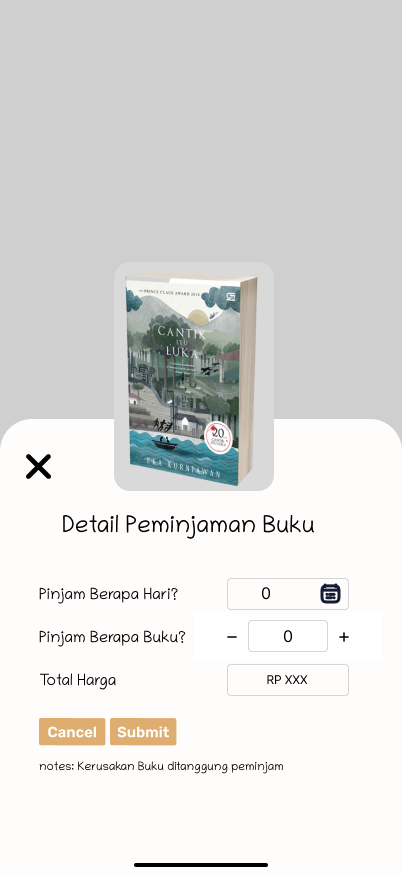 PRINCE CLAUS AWARD 2018
CANTIK
ITU
LUKA
20
EKA KURNIAWAN
Detail Peminjaman Buku
Pinjam Berapa Hari? 0
Pinjam Berapa Buku? − 0 +
Total Harga RP XXX
Cancel Submit
notes: Kerusakan Buku ditanggung peminjam